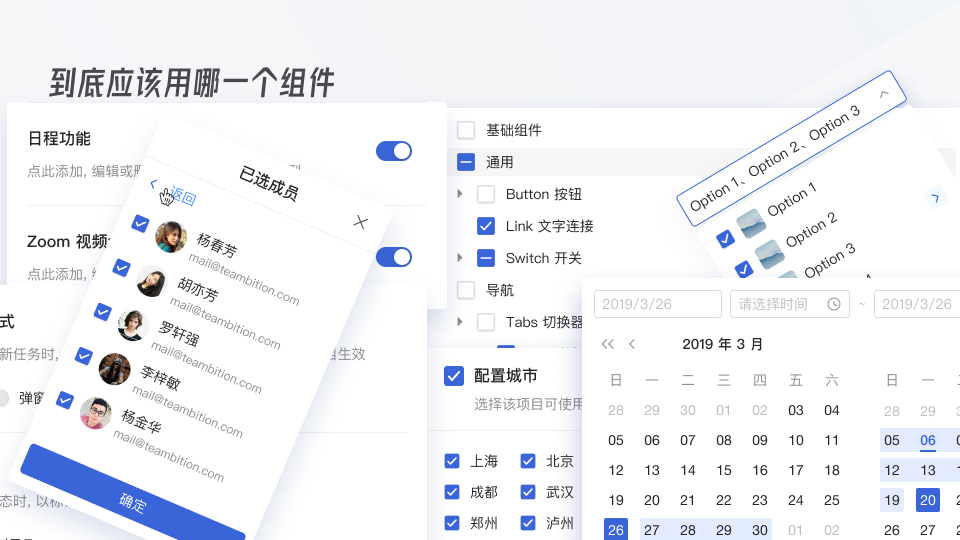 到底应该用哪一个组件
日程功能
点此添加, 编辑或
Zoom 视频
点此添加,
式
新任务时,
生效
弹窗
态时, 以标
已选成员
返回
杨春芳
mail@teambition.com
胡亦芳
mail@teambition.com
罗轩强
mail@teambition.com
李梓敏
mail@teambition.com
杨金华
mail@teambition.com
确定
基础组件
通用
Button 按钮
Link 文字连接
Switch 开关
导航
Tabs 切换器
配置城市
选择该项目可使用
上海 北京
成都 武汉
郑州 泸州
Option 1、Option 2、Option 3
Option 1
Option 2
Option 3
2019/3/26 请选择时间 ~ 2019/3/26
2019 年 3 月
日 一 二 三 四 五 六
28 29 30 01 02 03 04
05 06 07 08 09 10 11
12 13 14 15 16 17 18
19 20 21 22 23 24 25
26 27 28 29 30 01 02
日 一
28 29
05 06
12 13
19 20
26 27